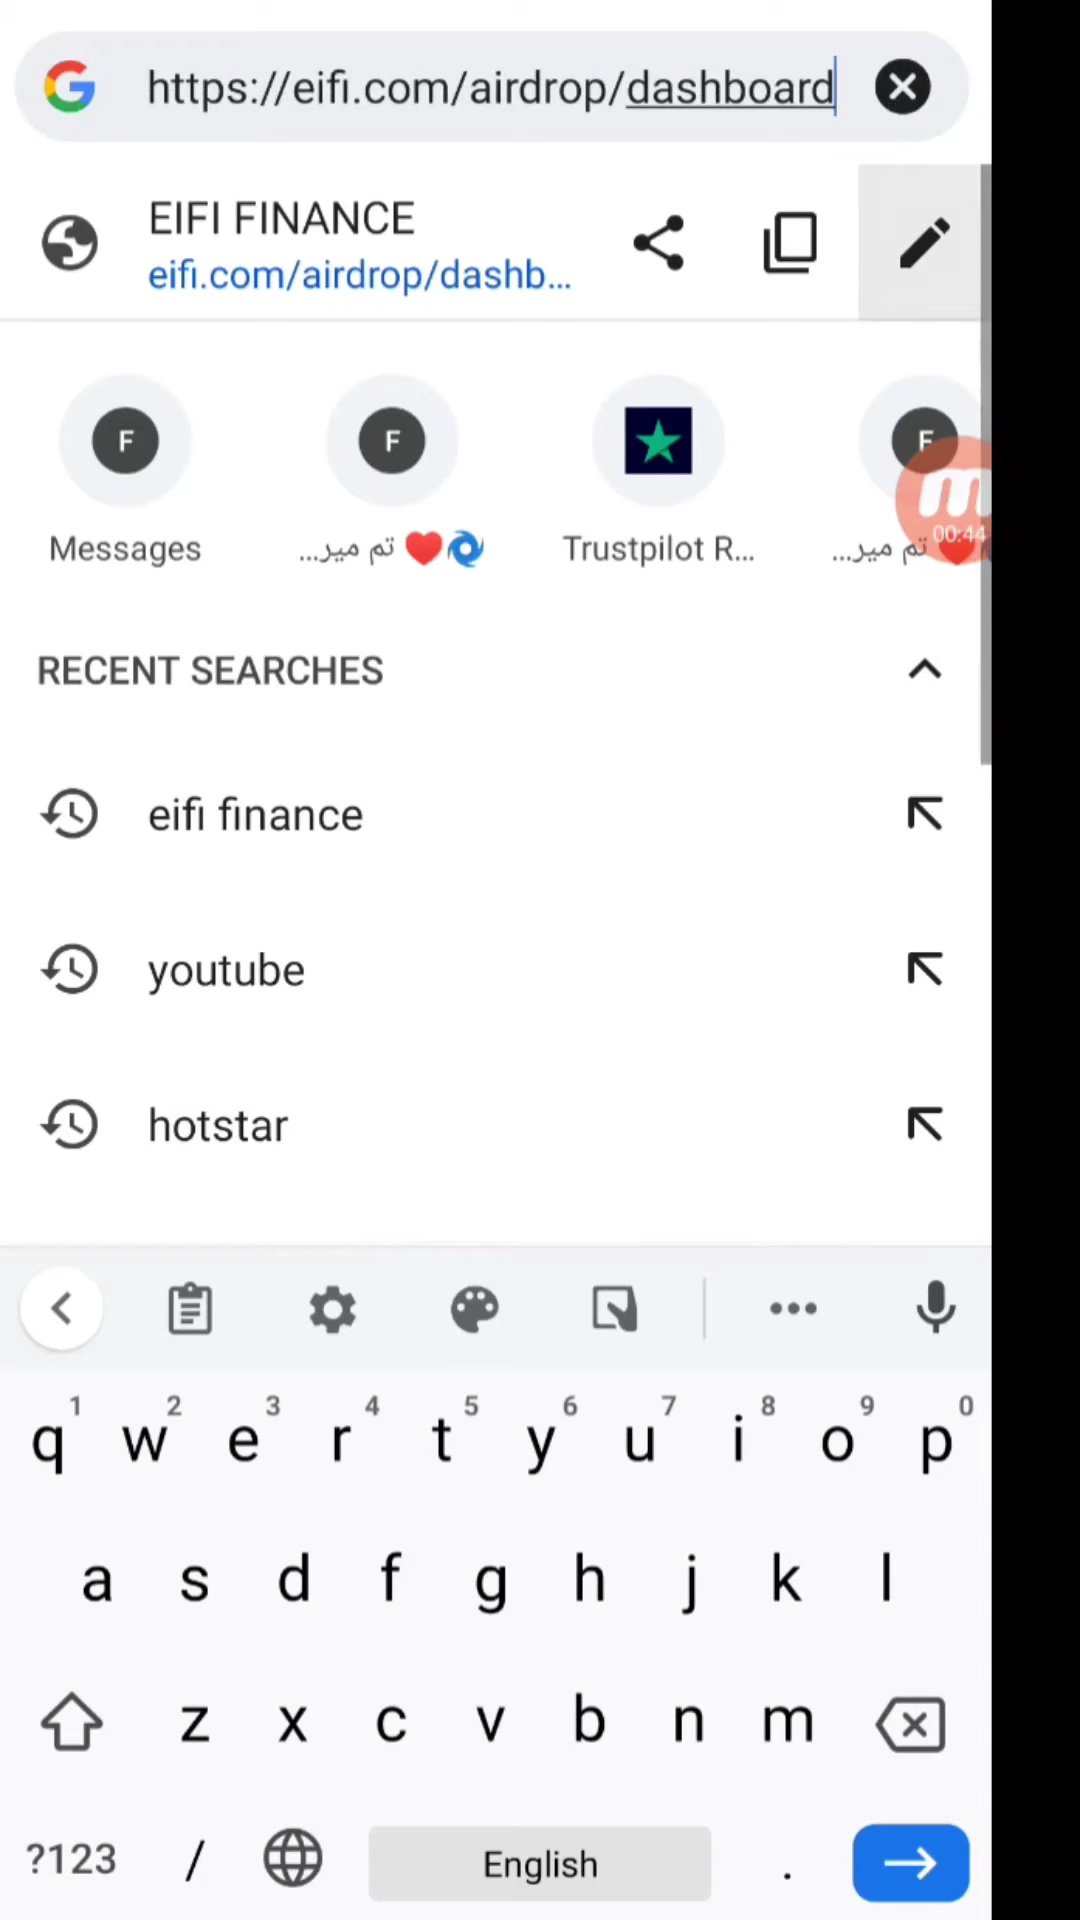 https://eifi.com/airdrop/dashboard
EIFI FINANCE
eifi.com/airdrop/dashb...
F
F
F
m
00:44
Messages
تم مير...
Trustpilot R...
تم مير...
RECENT SEARCHES
eifi finance
youtube
hotstar
1 2 3 4 5 6 7 8 9 0
q w e r t y u i o p
a s d f g h j k l
z x c v b n m
?123 / English .